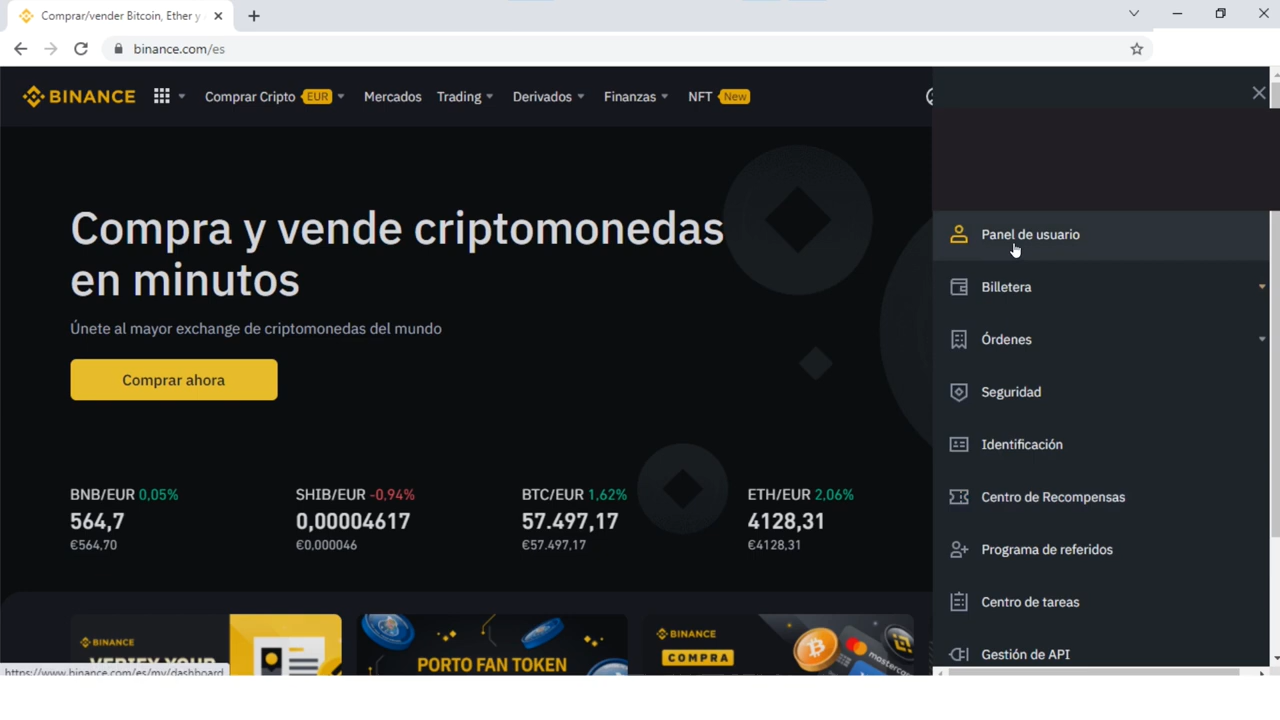 Comprar/vender Bitcoin, Ether y
binance.com/es
BINANCE
Comprar Cripto EUR
Mercados
Trading
Derivados
Finanzas
NFT New
Compra y vende criptomonedas
en minutos
Únete al mayor exchange de criptomonedas del mundo
Comprar ahora
BNB/EUR 0,05%
564,7
€564,70
SHIB/EUR -0,94%
0,00004617
€0,000046
BTC/EUR 1,62%
57.497,17
€57.497,17
ETH/EUR 2,06%
4128,31
€4128,31
BINANCE
VERIFY YOUR
PORTO FAN TOKEN
BINANCE
COMPRA
mastercard
https://www.binance.com/es/my/dashboard
Panel de usuario
Billetera
Órdenes
Seguridad
Identificación
Centro de Recompensas
Programa de referidos
Centro de tareas
Gestión de API